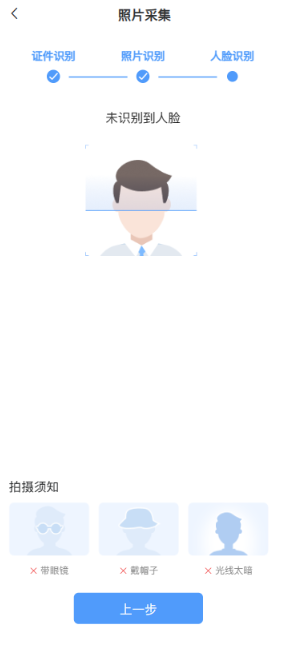 照片采集
证件识别 照片识别 人脸识别
未识别到人脸
拍摄须知
× 带眼镜 × 戴帽子 × 光线太暗
上一步